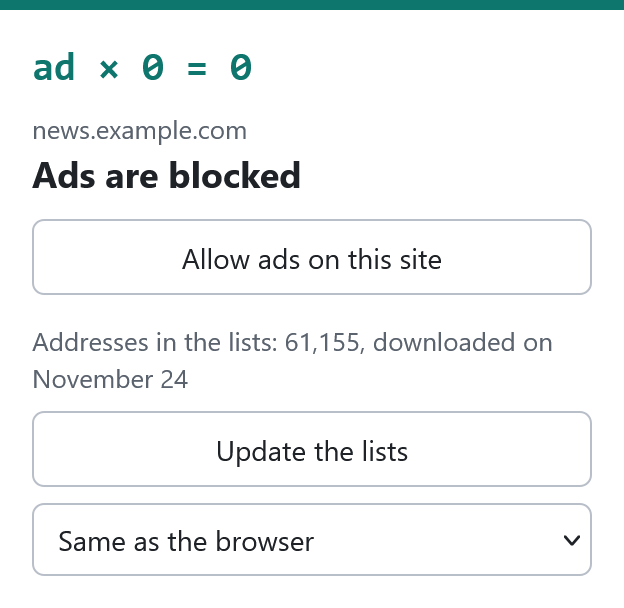 ad × 0 = 0
news.example.com
Ads are blocked
Allow ads on this site
Addresses in the lists: 61,155, downloaded on
November 24
Update the lists
Same as the browser